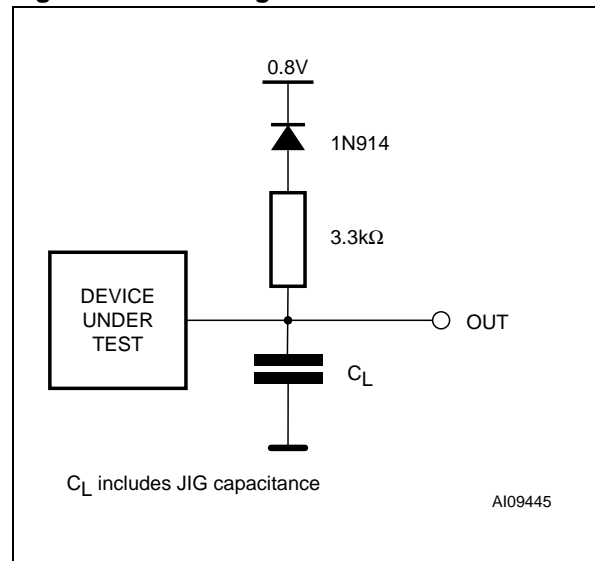 0.8V
1N914
3.3kΩ
DEVICE
UNDER
TEST
OUT
CL
CL includes JIG capacitance
AI09445